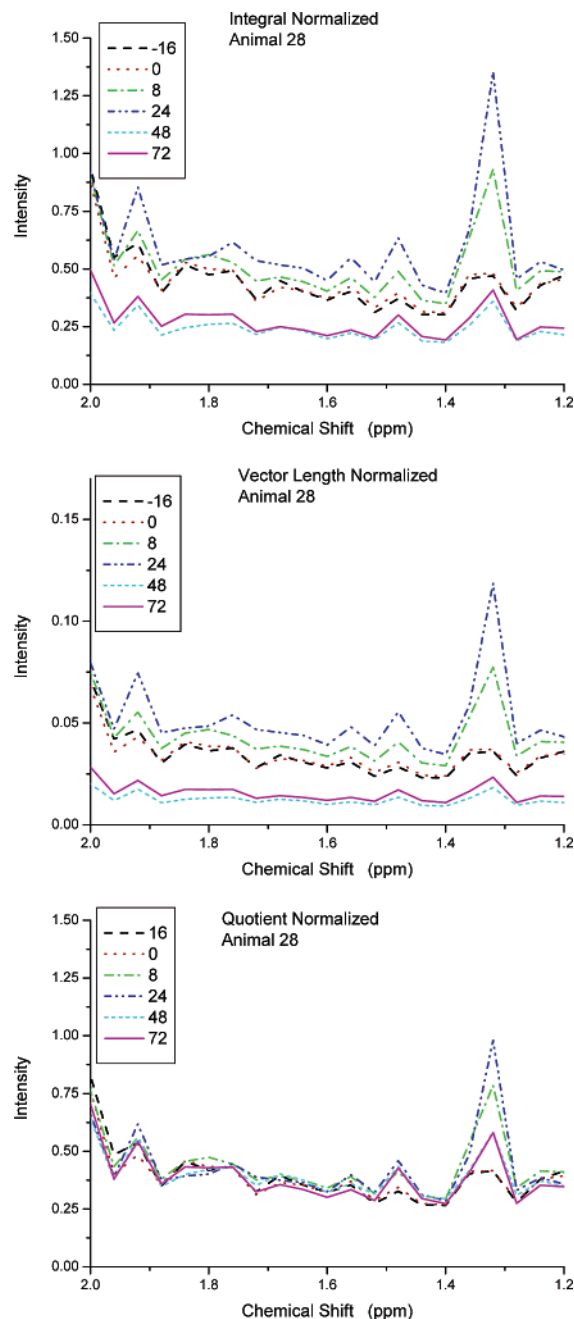 Integral Normalized
Animal 28
-16
0
8
24
48
72
1.50
1.25
1.00
0.75
0.50
0.25
0.00
Intensity
2.0 1.8 1.6 1.4 1.2
Chemical Shift (ppm)
Vector Length Normalized
Animal 28
-16
0
8
24
48
72
0.15
0.10
0.05
0.00
Intensity
2.0 1.8 1.6 1.4 1.2
Chemical Shift (ppm)
Quotient Normalized
Animal 28
16
0
8
24
48
72
1.50
1.25
1.00
0.75
0.50
0.25
0.00
Intensity
2.0 1.8 1.6 1.4 1.2
Chemical Shift (ppm)